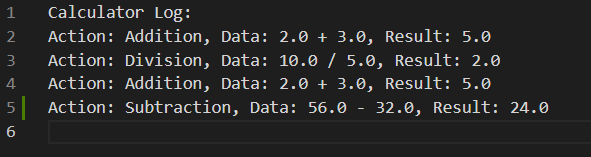 1 Calculator Log:
2 Action: Addition, Data: 2.0 + 3.0, Result: 5.0
3 Action: Division, Data: 10.0 / 5.0, Result: 2.0
4 Action: Addition, Data: 2.0 + 3.0, Result: 5.0
5 Action: Subtraction, Data: 56.0 - 32.0, Result: 24.0
6